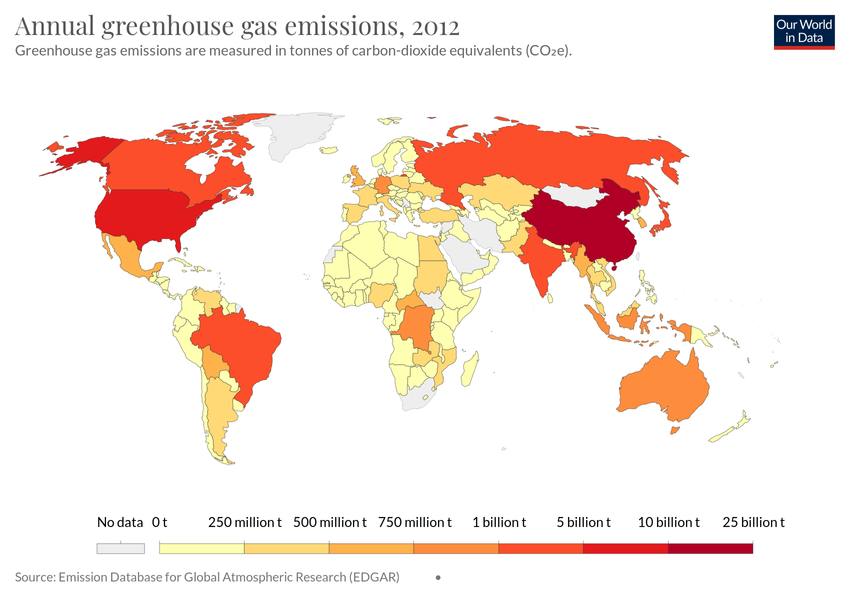 Annual greenhouse gas emissions, 2012
Greenhouse gas emissions are measured in tonnes of carbon-dioxide equivalents (CO₂e).
Our World
in Data
No data 0 t 250 million t 500 million t 750 million t 1 billion t 5 billion t 10 billion t 25 billion t
Source: Emission Database for Global Atmospheric Research (EDGAR) •